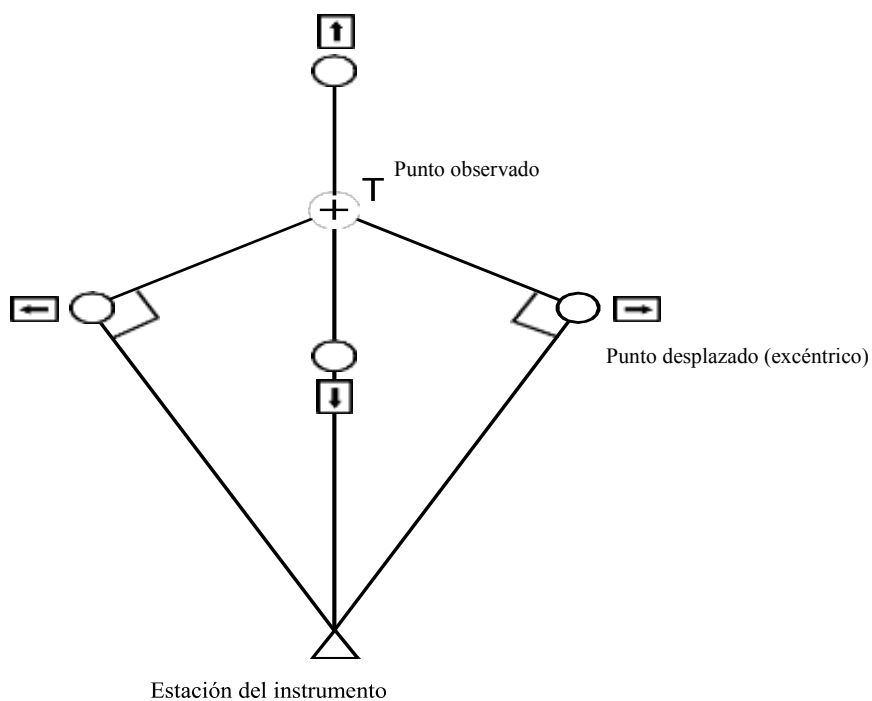 T
Punto observado
Punto desplazado (excéntrico)
Estación del instrumento